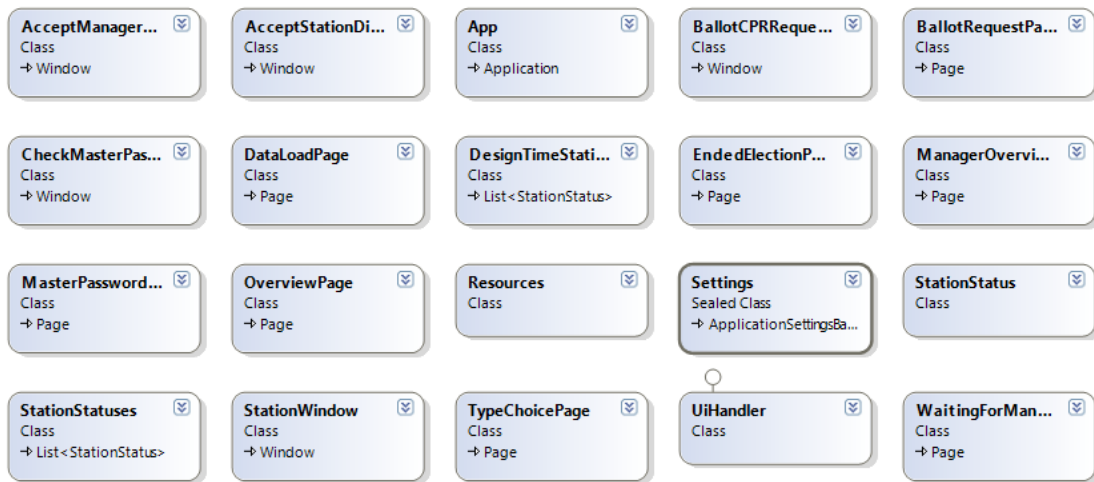 AcceptManager...
Class
Window
AcceptStationDi...
Class
Window
App
Class
Application
BallotCPRReque...
Class
Window
BallotRequestPa...
Class
Page
CheckMasterPas...
Class
Window
DataLoadPage
Class
Page
DesignTimeStati...
Class
List<StationStatus>
EndedElectionP...
Class
Page
ManagerOvervi...
Class
Page
MasterPassword...
Class
Page
OverviewPage
Class
Page
Resources
Class
Settings
Sealed Class
ApplicationSettingsBa...
StationStatus
Class
StationStatuses
Class
List<StationStatus>
StationWindow
Class
Window
TypeChoicePage
Class
Page
UiHandler
Class
WaitingForMan...
Class
Page